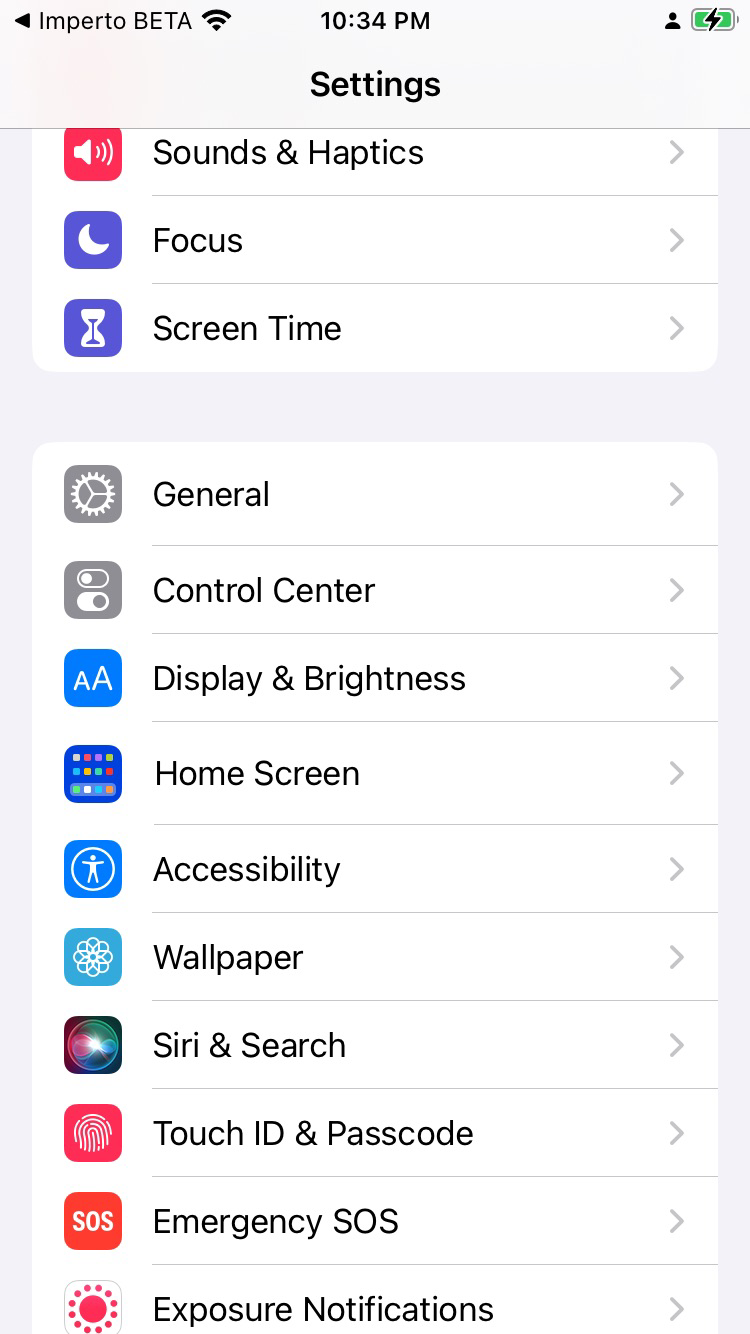 Imperto BETA 10:34 PM
Settings
Sounds & Haptics
Focus
Screen Time
General
Control Center
AA Display & Brightness
Home Screen
Accessibility
Wallpaper
Siri & Search
Touch ID & Passcode
SOS Emergency SOS
Exposure Notifications